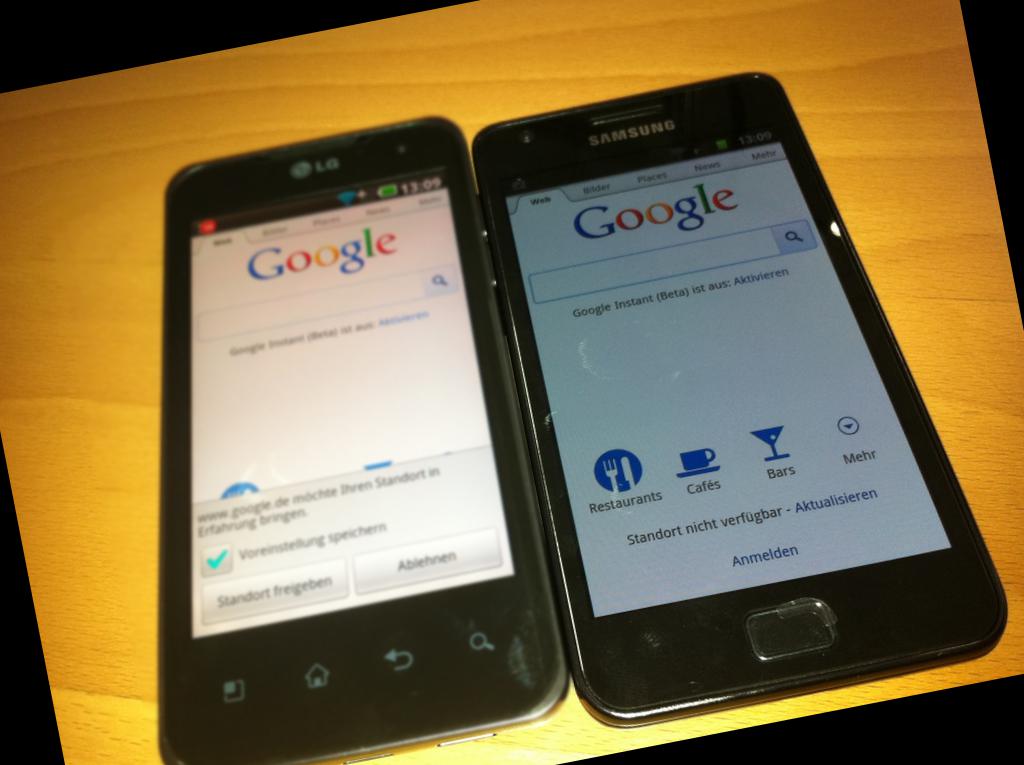 LG
13:09
Web Bilder Places News Mehr
Google
Google Instant (Beta) ist aus: Aktivieren
www.google.de möchte Ihren Standort in
Erfahrung bringen.
Voreinstellung speichern
Standort freigeben Ablehnen
SAMSUNG
13:09
Web Bilder Places News Mehr
Google
Google Instant (Beta) ist aus: Aktivieren
Restaurants Cafés Bars Mehr
Standort nicht verfügbar - Aktualisieren
Anmelden